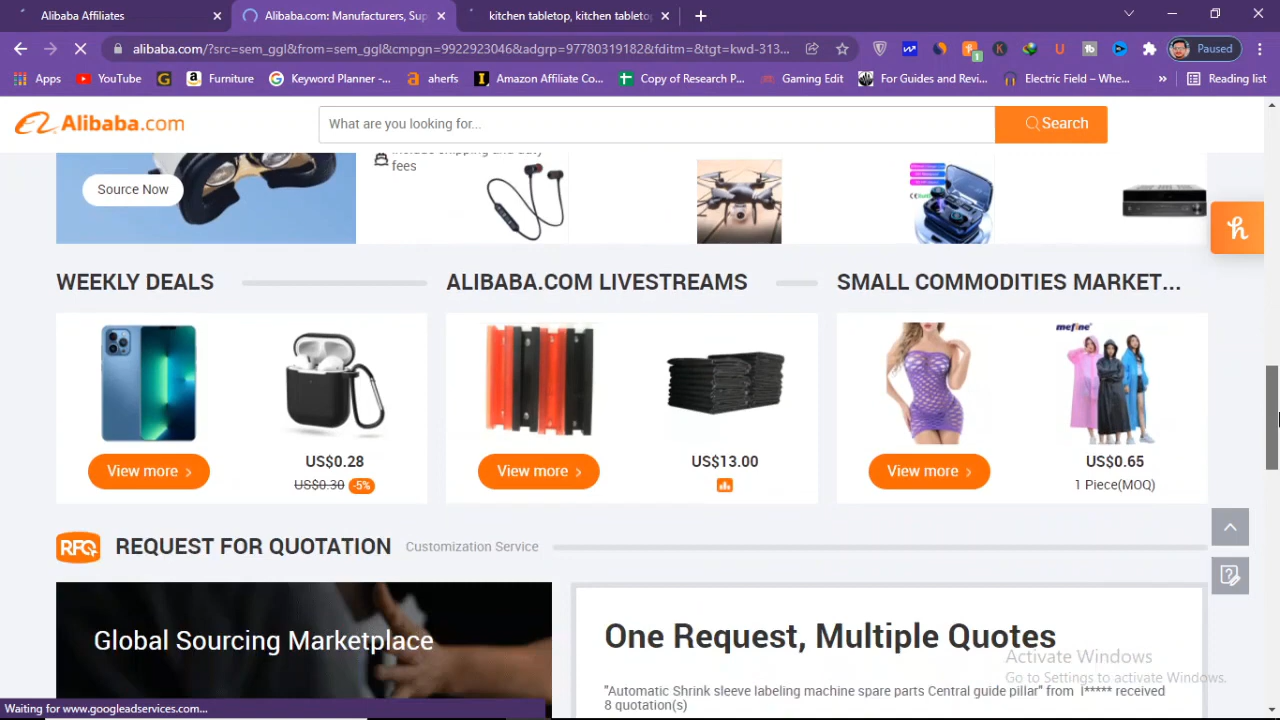 Alibaba Affiliates
Alibaba.com: Manufacturers, Sup
kitchen tabletop, kitchen tabletop
alibaba.com/?src=sem_ggl&from=sem_ggl&cmpgn=9922923046&adgrp=97780319182&fditm=&tgt=kwd-313...
Paused
Apps
YouTube
Furniture
Keyword Planner -...
aherfs
Amazon Affiliate Co...
Copy of Research P...
Gaming Edit
For Guides and Revi...
Electric Field – Whe...
»
Reading list
Alibaba.com
What are you looking for...
Search
Source Now
include shipping and duty
fees
WEEKLY DEALS
ALIBABA.COM LIVESTREAMS
SMALL COMMODITIES MARKET...
mefine
View more >
US$0.28
US$0.30 -5%
View more >
US$13.00
View more >
US$0.65
1 Piece(MOQ)
RFQ
REQUEST FOR QUOTATION
Customization Service
Global Sourcing Marketplace
One Request, Multiple Quotes
Activate Windows
Go to Settings to activate Windows.
"Automatic Shrink sleeve labeling machine spare parts Central guide pillar" from l***** received
8 quotation(s)
Waiting for www.googleadservices.com...